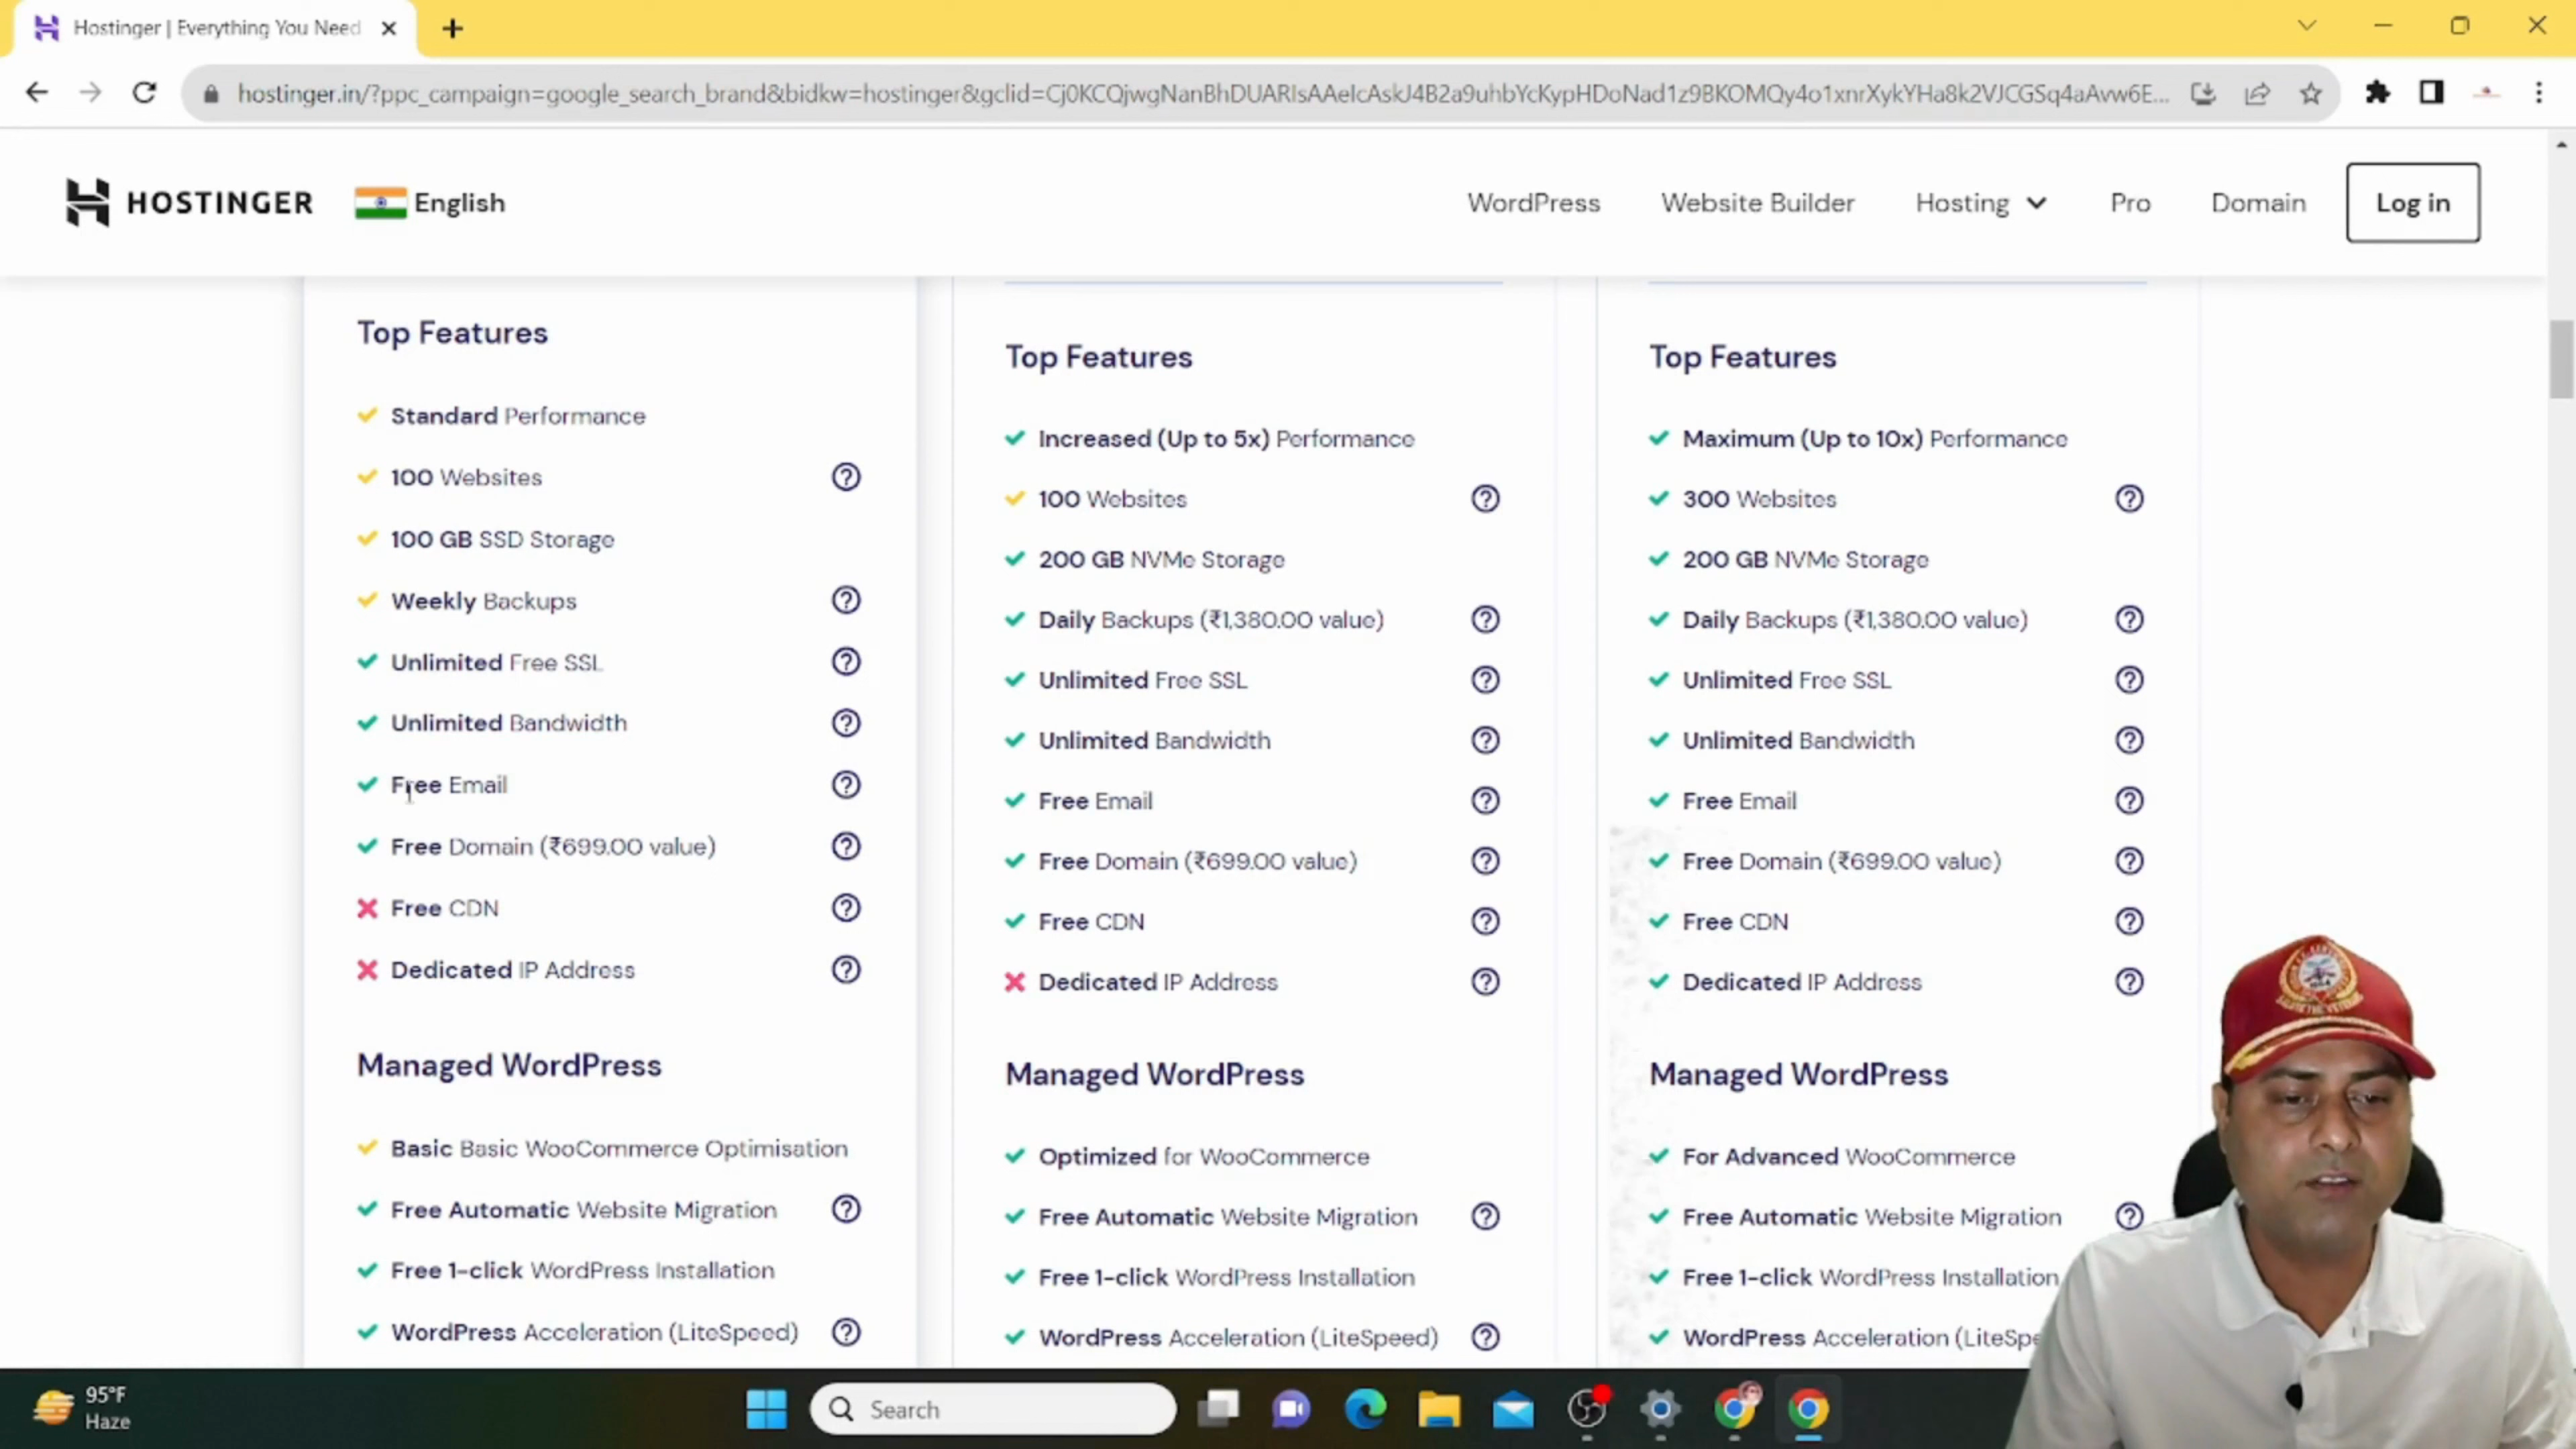 Hostinger | Everything You Need
hostinger.in/?ppc_campaign=google_search_brand&bidkw=hostinger&gclid=Cj0KCQjwgNanBhDUARIsAAeIcAskJ4B2a9uhbYcKypHDoNad1z9BKOMQy4o1xnrXykYHa8k2VJCGSq4aAvw6E...
HOSTINGER English WordPress Website Builder Hosting Pro Domain Log in
Top Features
Standard Performance
100 Websites
100 GB SSD Storage
Weekly Backups
Unlimited Free SSL
Unlimited Bandwidth
Free Email
Free Domain (₹699.00 value)
Free CDN
Dedicated IP Address
Managed WordPress
Basic Basic WooCommerce Optimisation
Free Automatic Website Migration
Free 1-click WordPress Installation
WordPress Acceleration (LiteSpeed)
Top Features
Increased (Up to 5x) Performance
100 Websites
200 GB NVMe Storage
Daily Backups (₹1,380.00 value)
Unlimited Free SSL
Unlimited Bandwidth
Free Email
Free Domain (₹699.00 value)
Free CDN
Dedicated IP Address
Managed WordPress
Optimized for WooCommerce
Free Automatic Website Migration
Free 1-click WordPress Installation
WordPress Acceleration (LiteSpeed)
Top Features
Maximum (Up to 10x) Performance
300 Websites
200 GB NVMe Storage
Daily Backups (₹1,380.00 value)
Unlimited Free SSL
Unlimited Bandwidth
Free Email
Free Domain (₹699.00 value)
Free CDN
Dedicated IP Address
Managed WordPress
For Advanced WooCommerce
Free Automatic Website Migration
Free 1-click WordPress Installation
WordPress Acceleration (LiteSpe
95°F
Haze
Search